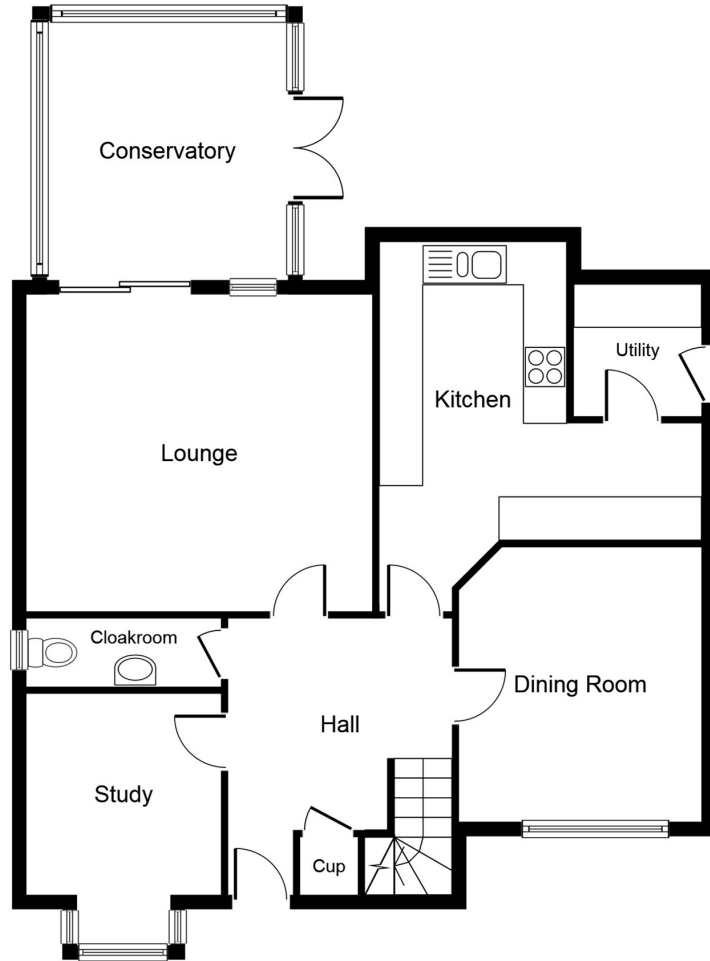 Conservatory
Utility
Kitchen
Lounge
Cloakroom
Dining Room
Hall
Study
Cup